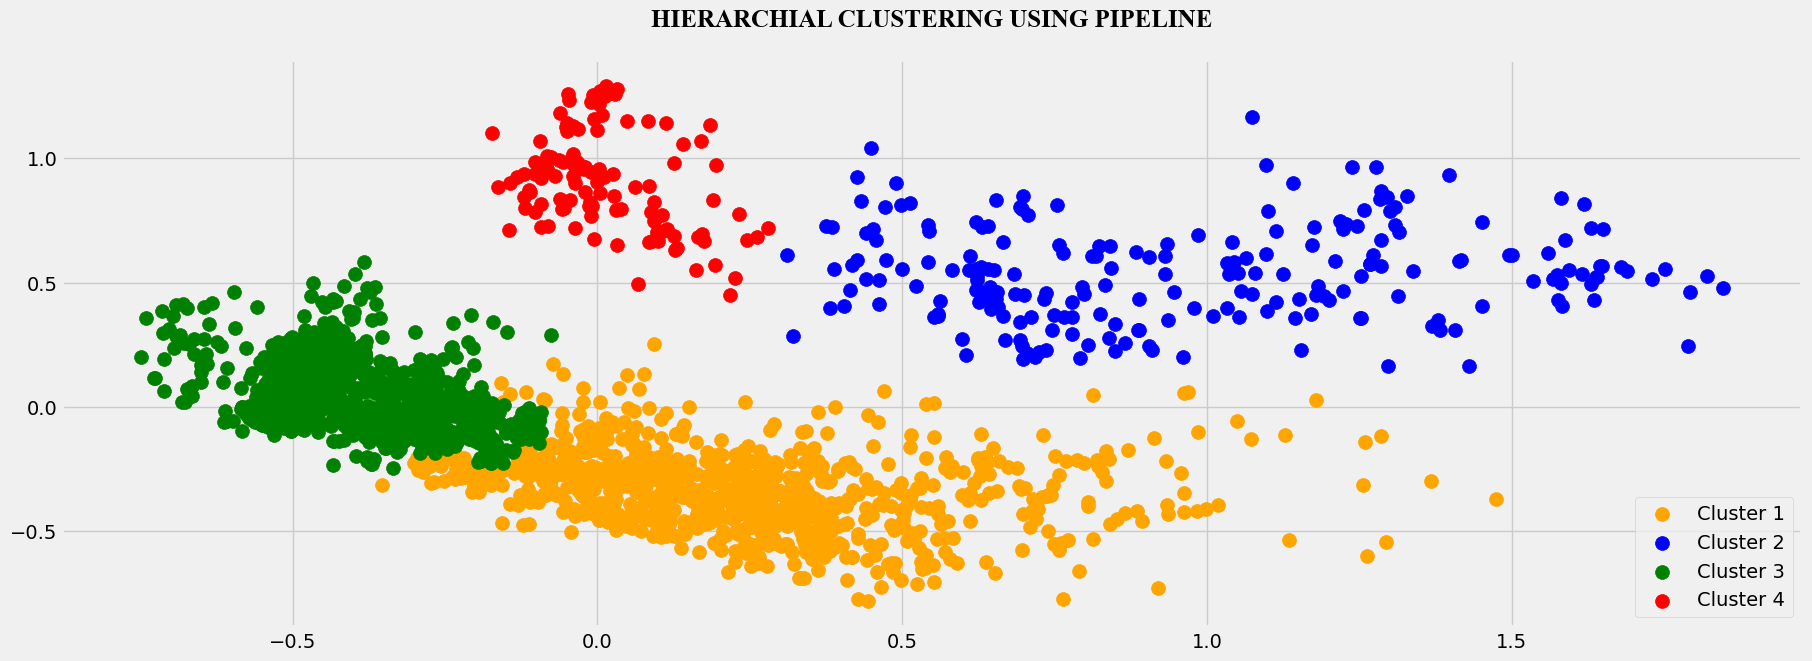 HIERARCHIAL CLUSTERING USING PIPELINE
1.0
0.5
0.0
−0.5
−0.5 0.0 0.5 1.0 1.5
Cluster 1
Cluster 2
Cluster 3
Cluster 4